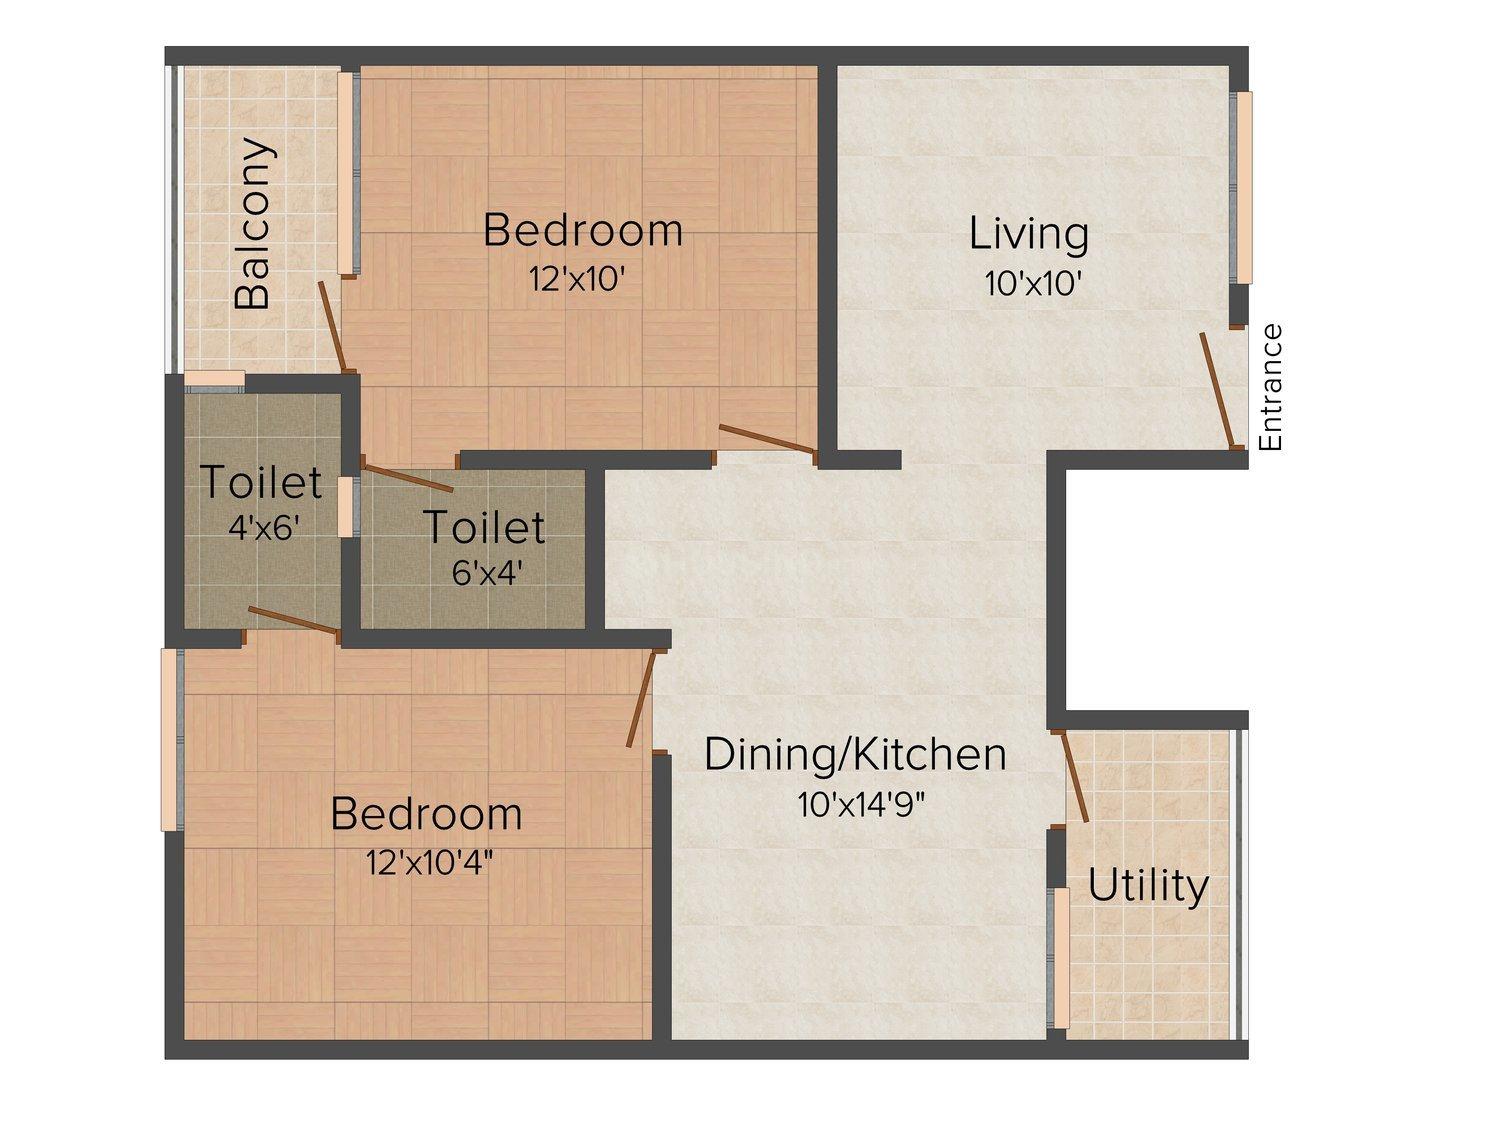 Balcony
Bedroom
12'x10'
Living
10'x10'
Entrance
Toilet
4'x6'
Toilet
6'x4'
Dining/Kitchen
10'x14'9"
Bedroom
12'x10'4"
Utility